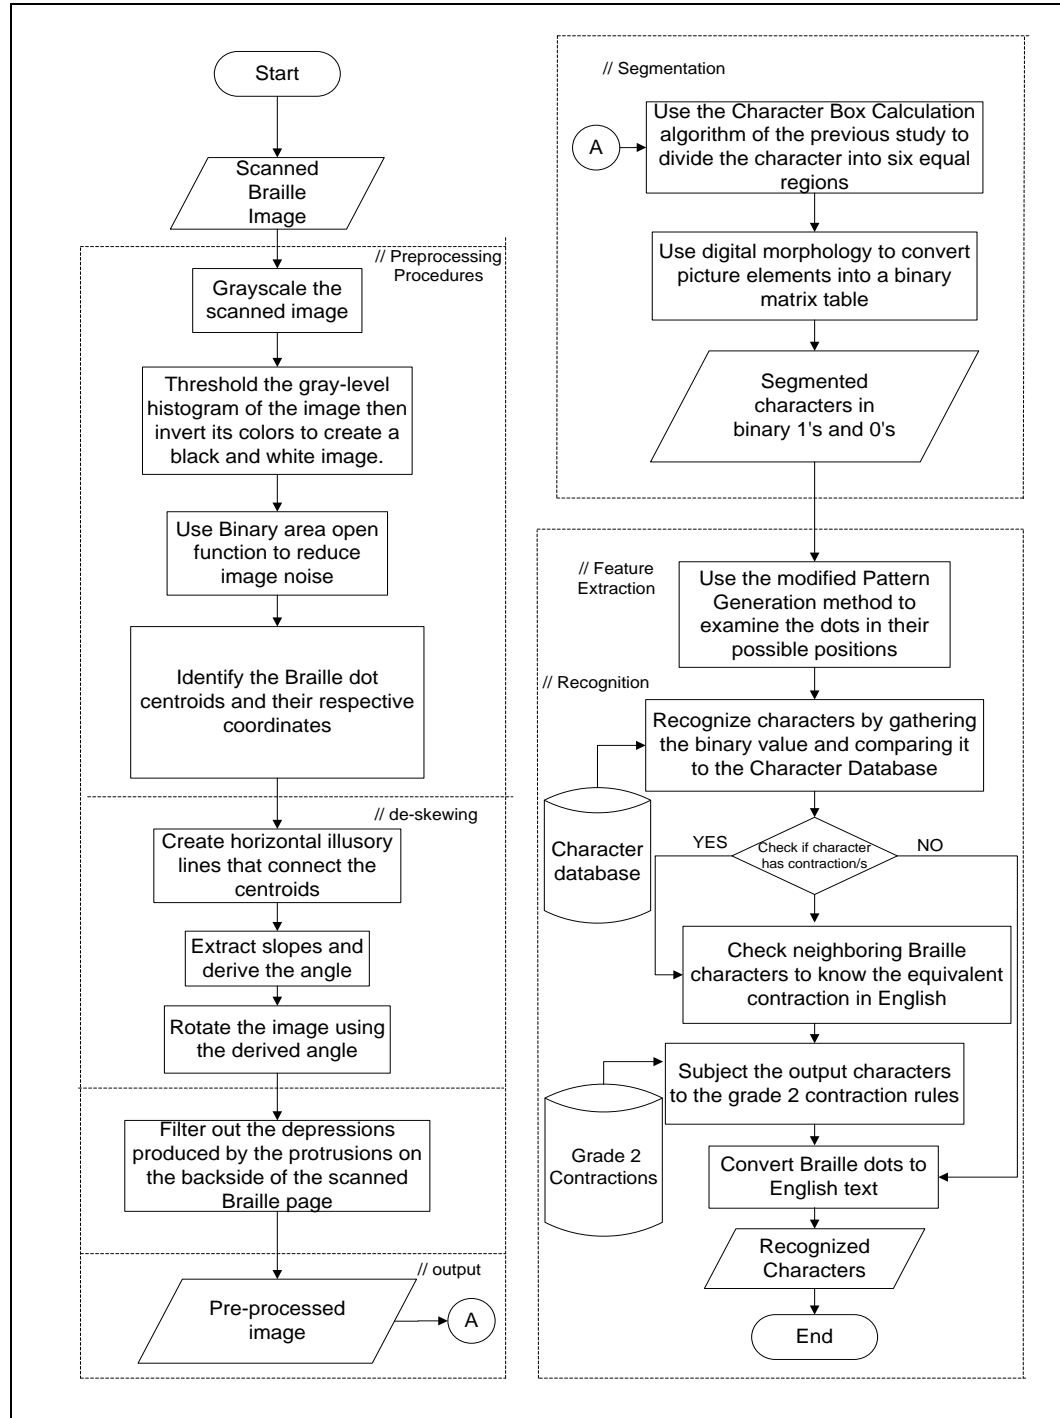 Start
Scanned
Braille
Image
// Preprocessing
Procedures
Grayscale the
scanned image
Threshold the gray-level
histogram of the image then
invert its colors to create a
black and white image.
Use Binary area open
function to reduce
image noise
Identify the Braille dot
centroids and their respective
coordinates
// de-skewing
Create horizontal illusory
lines that connect the
centroids
Extract slopes and
derive the angle
Rotate the image using
the derived angle
Filter out the depressions
produced by the protrusions on
the backside of the scanned
Braille page
// output
Pre-processed
image
A
// Segmentation
A
Use the Character Box Calculation
algorithm of the previous study to
divide the character into six equal
regions
Use digital morphology to convert
picture elements into a binary
matrix table
Segmented
characters in
binary 1's and 0's
// Feature
Extraction
Use the modified Pattern
Generation method to
examine the dots in their
possible positions
// Recognition
Recognize characters by gathering
the binary value and comparing it
to the Character Database
Character
database
YES
Check if character
has contraction/s
NO
Check neighboring Braille
characters to know the equivalent
contraction in English
Subject the output characters
to the grade 2 contraction rules
Grade 2
Contractions
Convert Braille dots to
English text
Recognized
Characters
End